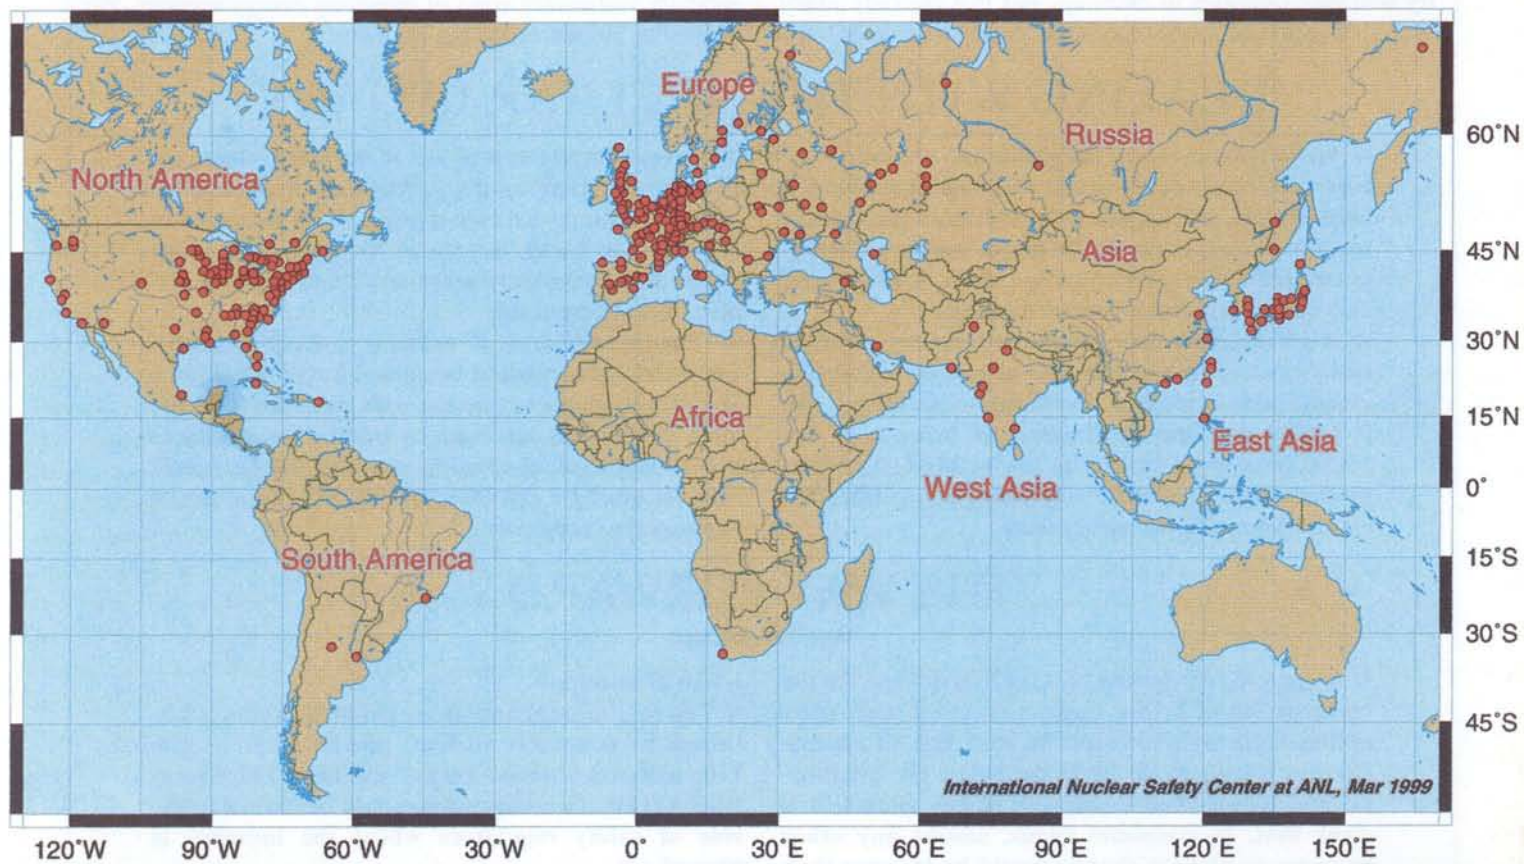 Europe
60°N
Russia
North America
Asia
45°N
30°N
Africa
15°N
East Asia
West Asia
0°
South America
15°S
30°S
45°S
International Nuclear Safety Center at ANL, Mar 1999
120°W
90°W
60°W
30°W
0°
30°E
60°E
90°E
120°E
150°E